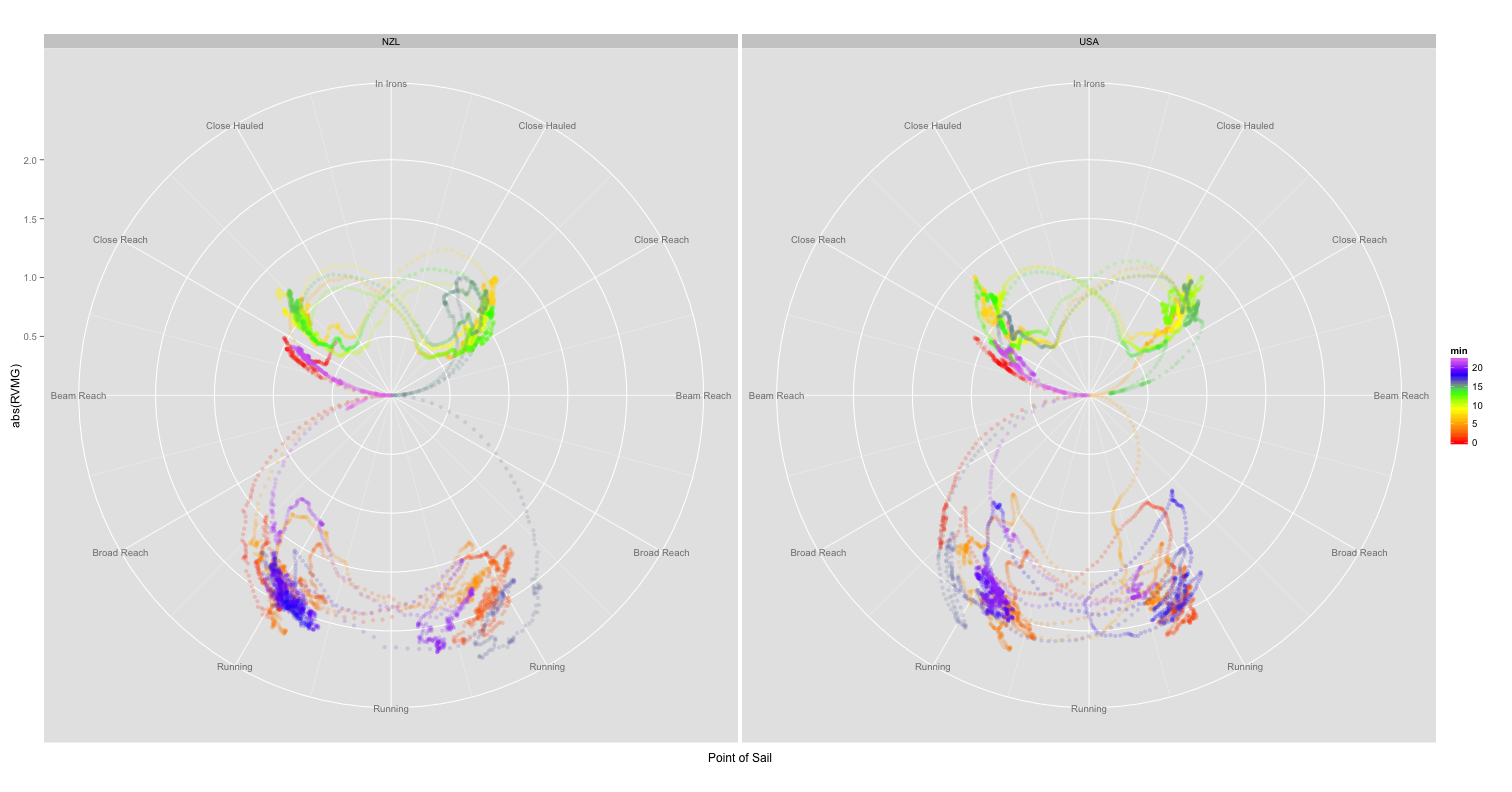 NZL
USA
In Irons
In Irons
Close Hauled
Close Hauled
Close Hauled
Close Hauled
2.0
1.5
Close Reach
Close Reach
Close Reach
Close Reach
1.0
0.5
min
20
15
10
5
0
abs(RVMG)
Beam Reach
Beam Reach
Beam Reach
Beam Reach
Broad Reach
Broad Reach
Broad Reach
Broad Reach
Running
Running
Running
Running
Running
Running
Point of Sail